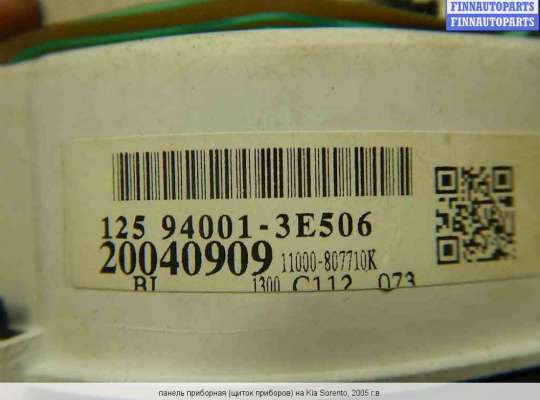 FINNAUTOPARTS
FINNAUTOPARTS
125 94001-3E506
20040909 11000-807710K
BL 1300 C112 073
панель приборная (щиток приборов) на Kia Sorento, 2005 г.в.